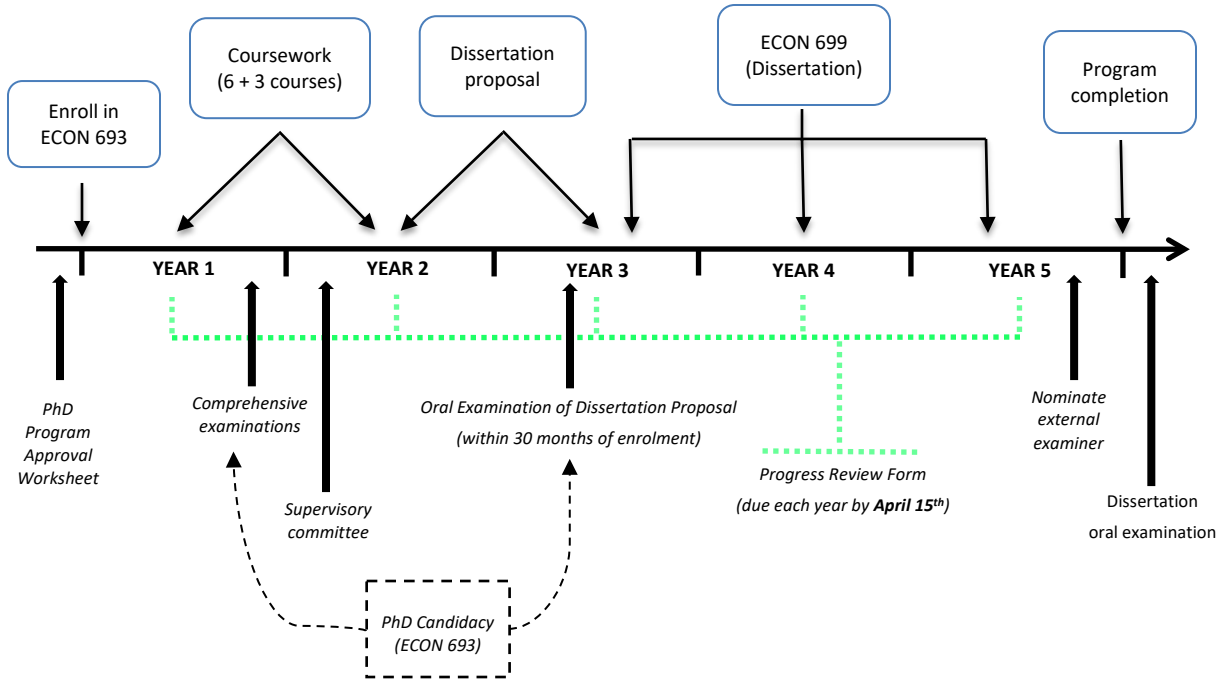 Enroll in
ECON 693
Coursework
(6 + 3 courses)
Dissertation
proposal
ECON 699
(Dissertation)
Program
completion
YEAR 1
YEAR 2
YEAR 3
YEAR 4
YEAR 5
PhD
Program
Approval
Worksheet
Comprehensive
examinations
Supervisory
committee
Oral Examination of Dissertation Proposal
(within 30 months of enrolment)
Progress Review Form
(due each year by April 15th)
Nominate
external
examiner
Dissertation
oral examination
PhD Candidacy
(ECON 693)